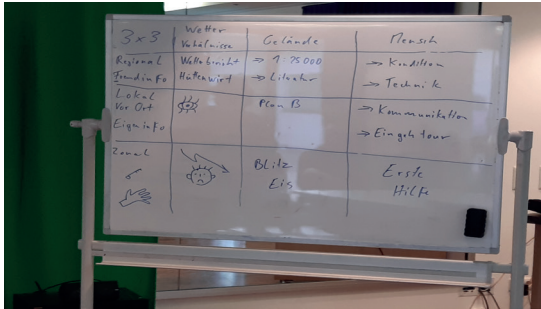 3x3
Wetter
Verhältnisse
Gelände
Mensch
Regional
Fremdinfo
Wetterbericht
Hüttenwirt
=> 1:25000
=> Literatur
=> Kondition
=> Technik
Lokal
Vor Ort
Eigeninfo
Plan B
=> Kommunikation
=> Eingehtour
Zonal
Blitz
Eis
Erste
Hilfe